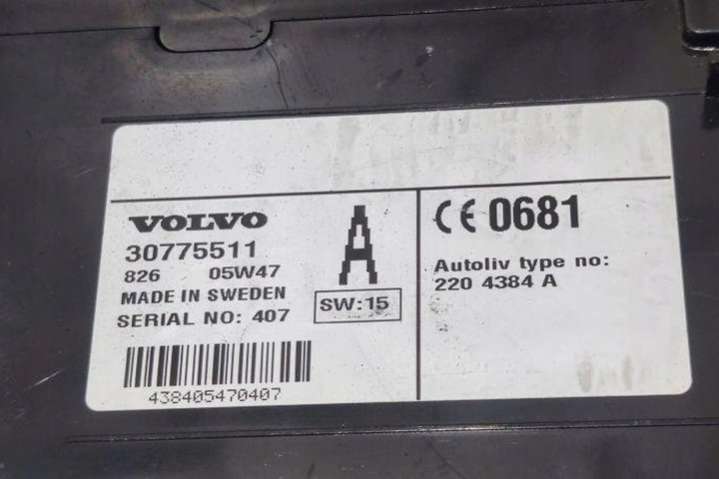 VOLVO
30775511
826 05W47
MADE IN SWEDEN
SERIAL NO: 407
A
SW:15
438405470407
CE 0681
Autoliv type no:
220 4384 A